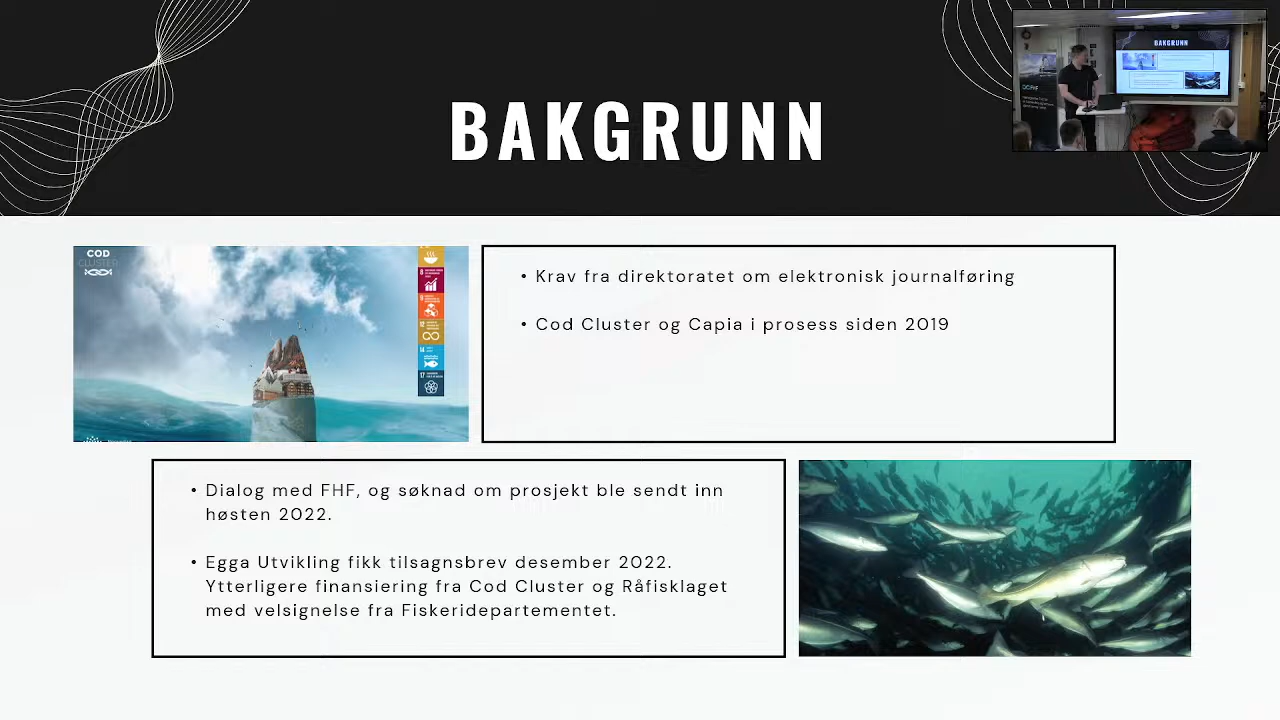 BAKGRUNN
BAKGRUNN
COD
CLUSTER
• Krav fra direktoratet om elektronisk journalføring
• Cod Cluster og Capia i prosess siden 2019
• Dialog med FHF, og søknad om prosjekt ble sendt inn
høsten 2022.
• Egga Utvikling fikk tilsagnsbrev desember 2022.
Ytterligere finansiering fra Cod Cluster og Råfisklaget
med velsignelse fra Fiskeridepartementet.